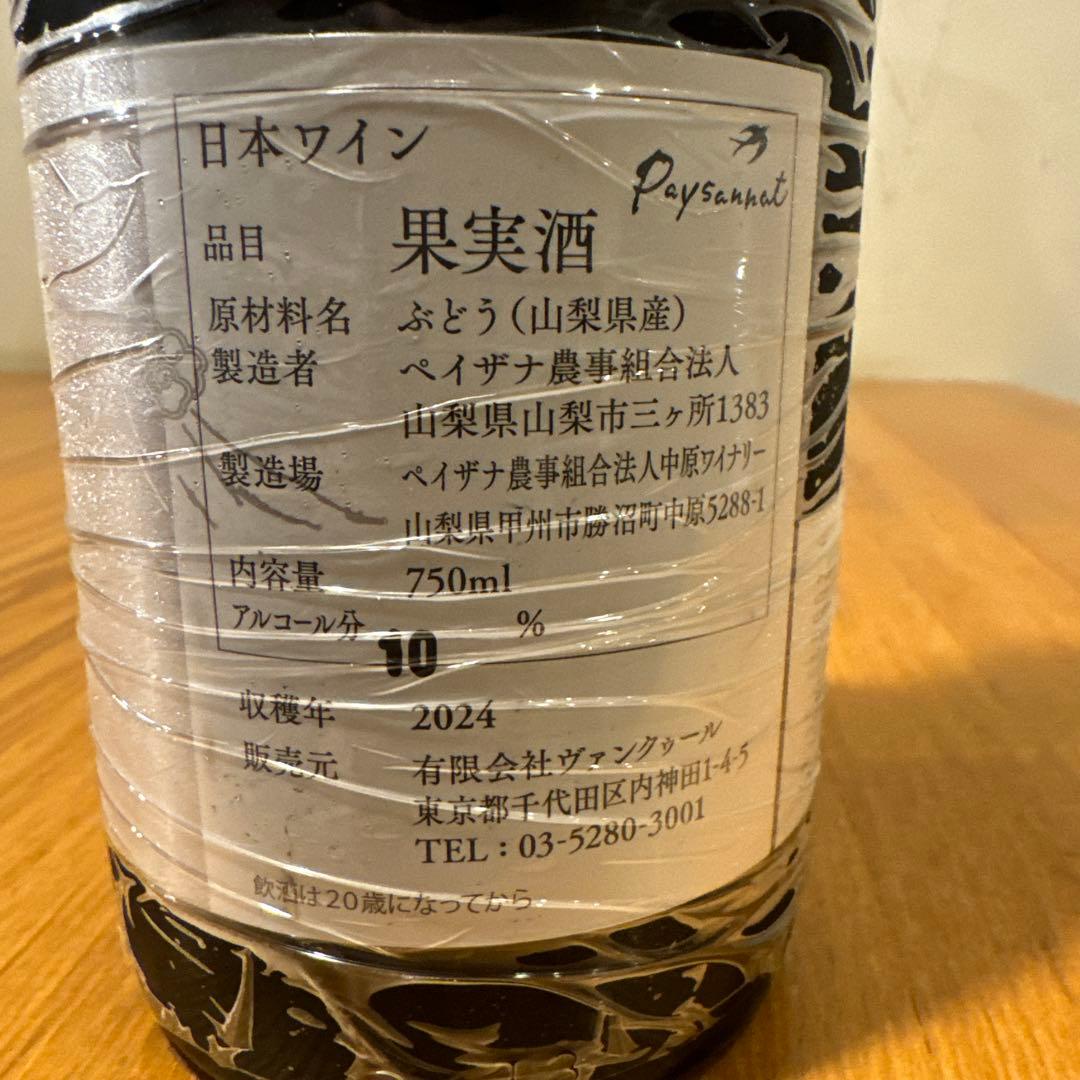 日本ワイン
Paysannat
品目 果実酒
原材料名 ぶどう（山梨県産）
製造者 ペイザナ農事組合法人
山梨県山梨市三ヶ所1383
製造場 ペイザナ農事組合法人中原ワイナリー
山梨県甲州市勝沼町中原5288-1
内容量 750ml
アルコール分 10 %
収穫年 2024
販売元 有限会社ヴァンクゥール
東京都千代田区内神田1-4-5
TEL：03-5280-3001
飲酒は20歳になってから